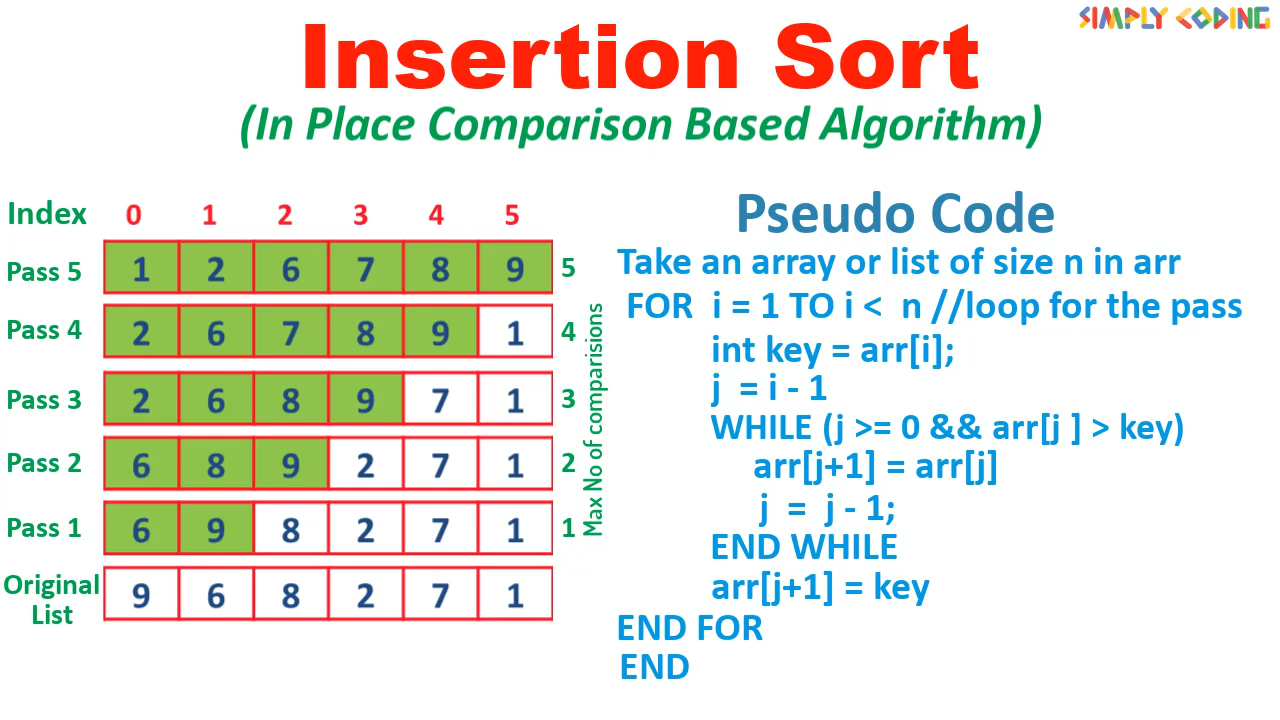 SIMPLY CODING
Insertion Sort
(In Place Comparison Based Algorithm)
Index 0 1 2 3 4 5
Pass 5 1 2 6 7 8 9 5
Pass 4 2 6 7 8 9 1 4
Pass 3 2 6 8 9 7 1 3
Pass 2 6 8 9 2 7 1 2
Pass 1 6 9 8 2 7 1 1
Original
List 9 6 8 2 7 1
Max No of comparisions
Pseudo Code
Take an array or list of size n in arr
FOR i = 1 TO i < n //loop for the pass
int key = arr[i];
j = i - 1
WHILE (j >= 0 && arr[j ] > key)
arr[j+1] = arr[j]
j = j - 1;
END WHILE
arr[j+1] = key
END FOR
END